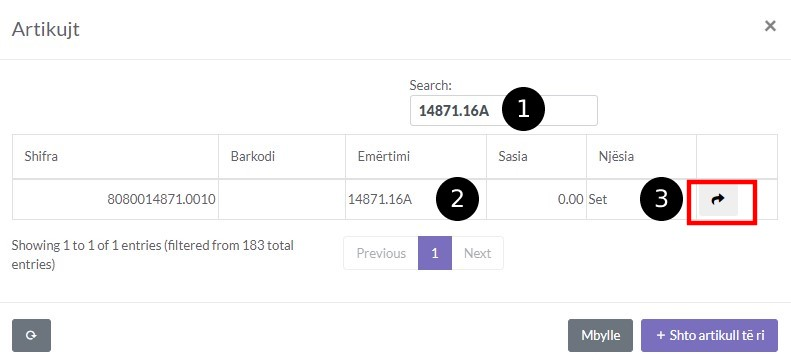 Artikujt ×
Search:
14871.16A 1
Shifra Barkodi Emërtimi Sasia Njësia
8080014871.0010 14871.16A 2 0.00 Set 3
Showing 1 to 1 of 1 entries (filtered from 183 total
entries)
Previous 1 Next
Mbylle + Shto artikull të ri